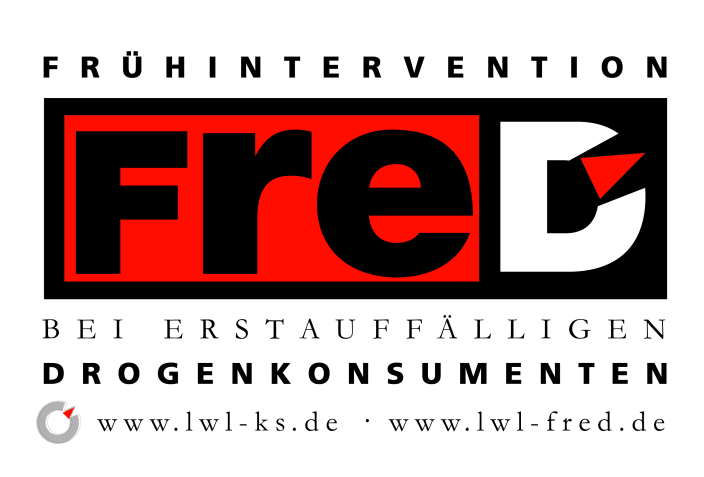 FRÜHINTERVENTION
FreD
BEI ERSTAUFFÄLLIGEN
DROGENKONSUMENTEN
www.lwl-ks.de · www.lwl-fred.de